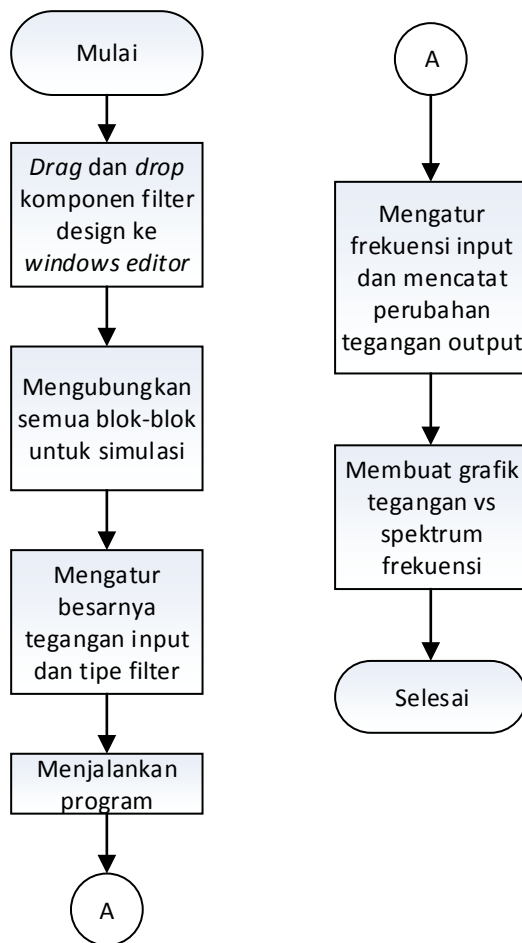 Mulai
Drag dan drop
komponen filter
design ke
windows editor
Mengubungkan
semua blok-blok
untuk simulasi
Mengatur
besarnya
tegangan input
dan tipe filter
Menjalankan
program
A
A
Mengatur
frekuensi input
dan mencatat
perubahan
tegangan output
Membuat grafik
tegangan vs
spektrum
frekuensi
Selesai